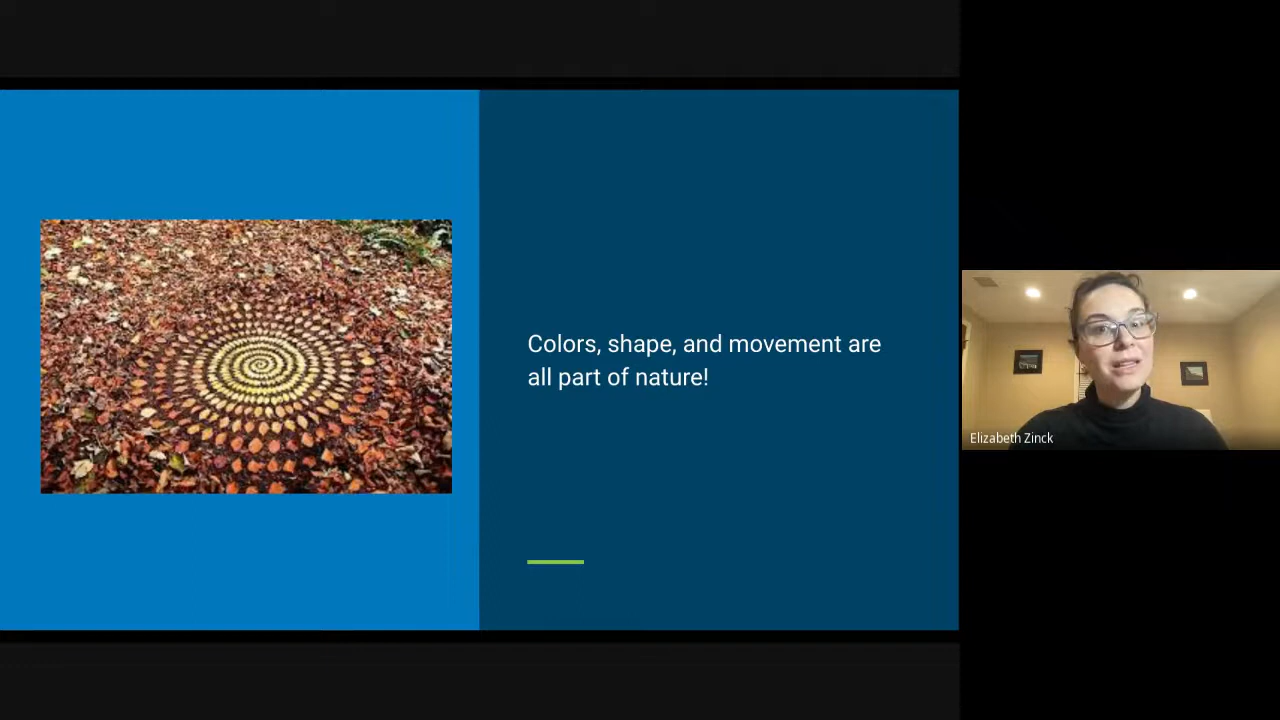 Colors, shape, and movement are
all part of nature!
Elizabeth Zinck